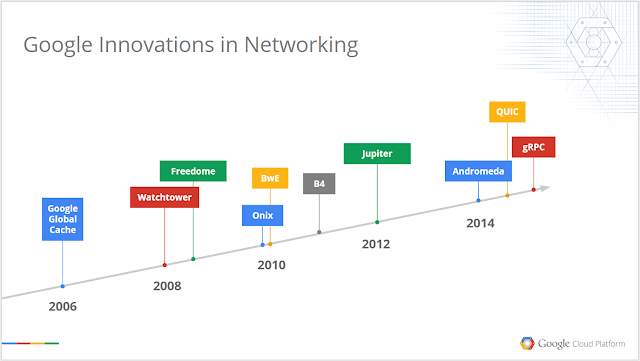 Google Innovations in Networking
QUIC
gRPC
Jupiter
Freedome
Andromeda
BwE
B4
Watchtower
Google
Global
Cache
Onix
2014
2012
2010
2008
2006
Google Cloud Platform